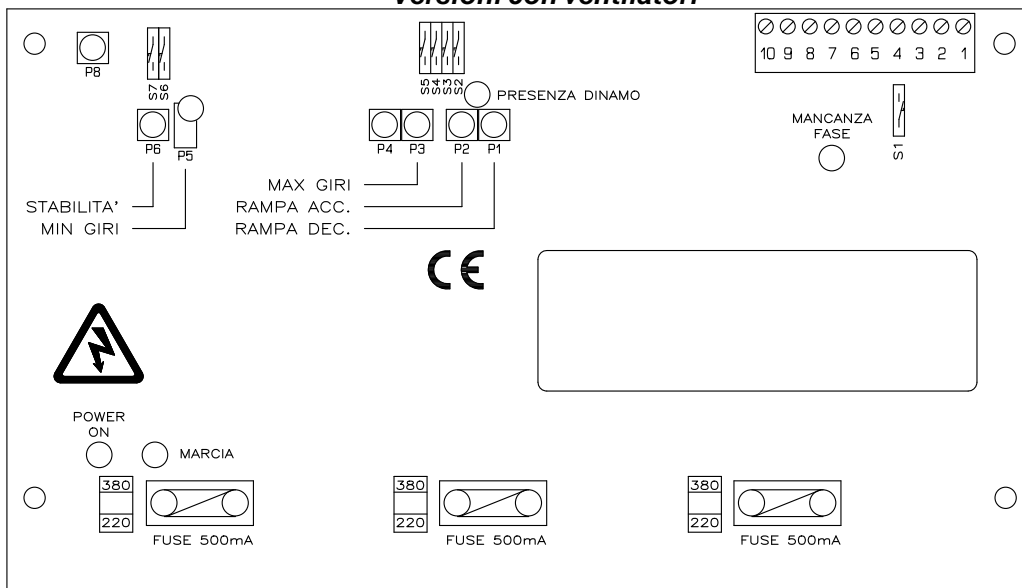 Versioni con ventilatori
10 9 8 7 6 5 4 3 2 1
P8
S7
S6
S5
S4
S3
S2
PRESENZA DINAMO
MANCANZA
FASE
S1
P6
P5
P4
P3
P2
P1
MAX GIRI
STABILITA'
RAMPA ACC.
MIN GIRI
RAMPA DEC.
CE
POWER
ON
MARCIA
380
220
FUSE 500mA
380
220
FUSE 500mA
380
220
FUSE 500mA